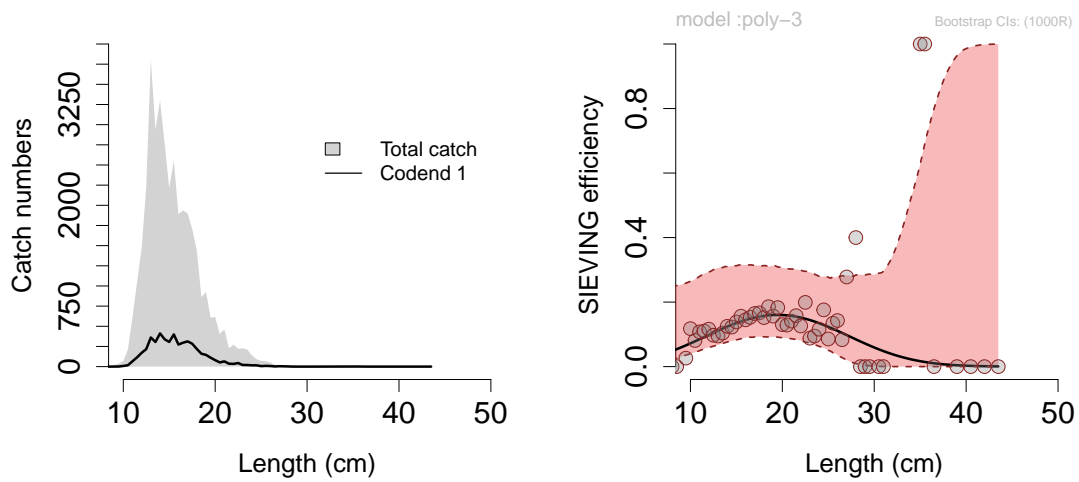 model :poly−3
Bootstrap CIs: (1000R)
Catch numbers
0
750
2000
3250
Total catch
Codend 1
10
20
30
40
50
Length (cm)
SIEVING efficiency
0.0
0.4
0.8
10
20
30
40
50
Length (cm)